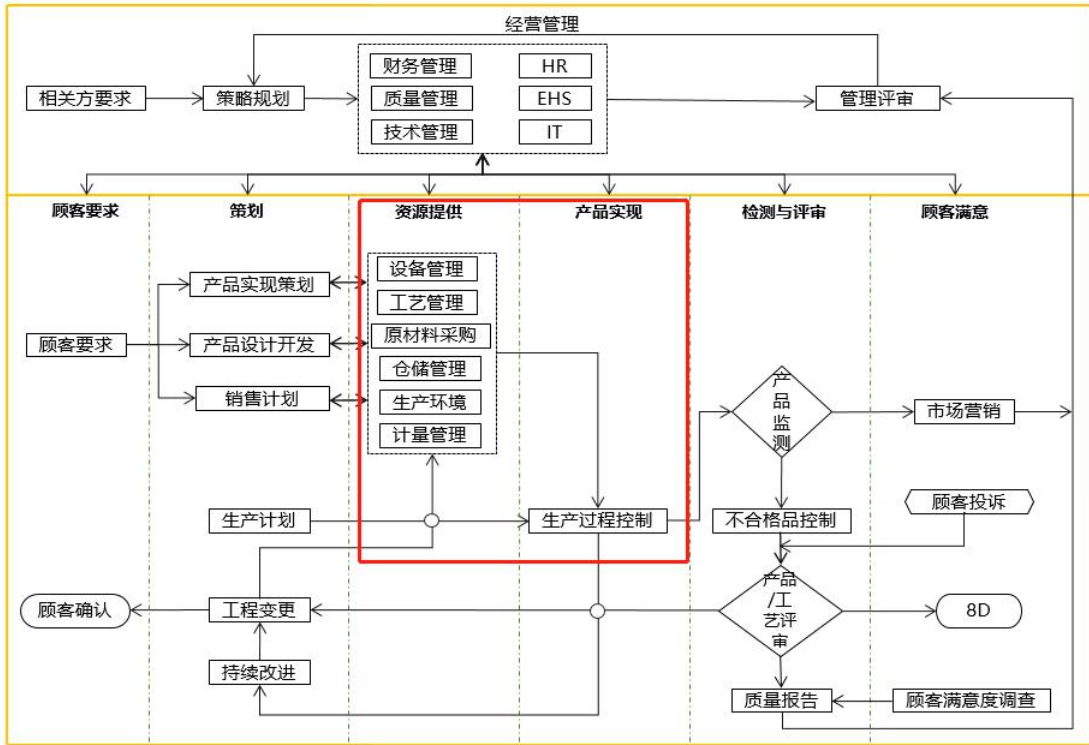 经营管理
财务管理
HR
相关方要求
策略规划
质量管理
EHS
管理评审
技术管理
IT
顾客要求
策划
资源提供
产品实现
检测与评审
顾客满意
设备管理
产品实现策划
工艺管理
原材料采购
顾客要求
产品设计开发
仓储管理
销售计划
生产环境
计量管理
产
品
监
测
市场营销
生产计划
生产过程控制
不合格品控制
顾客投诉
顾客确认
工程变更
产品
/工
艺评
审
8D
持续改进
质量报告
顾客满意度调查